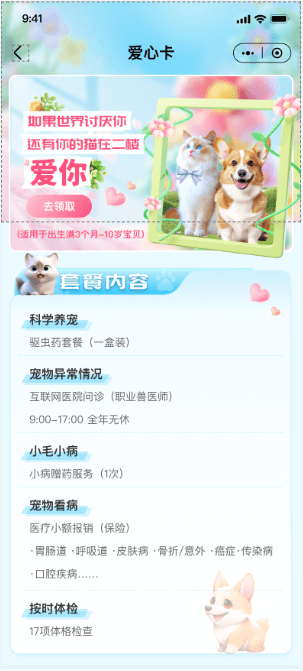 9:41
爱心卡
如果世界讨厌你
还有你的猫在二楼
爱你
去领取
(适用于出生满3个月-10岁宝贝)
套餐内容
科学养宠
驱虫药套餐（一盒装）
宠物异常情况
互联网医院问诊（职业兽医师）
9:00-17:00 全年无休
小毛小病
小病赠药服务（1次）
宠物看病
医疗小额报销（保险）
·胃肠道 ·呼吸道 ·皮肤病 ·骨折/意外 ·癌症·传染病
·口腔疾病……
按时体检
17项体格检查